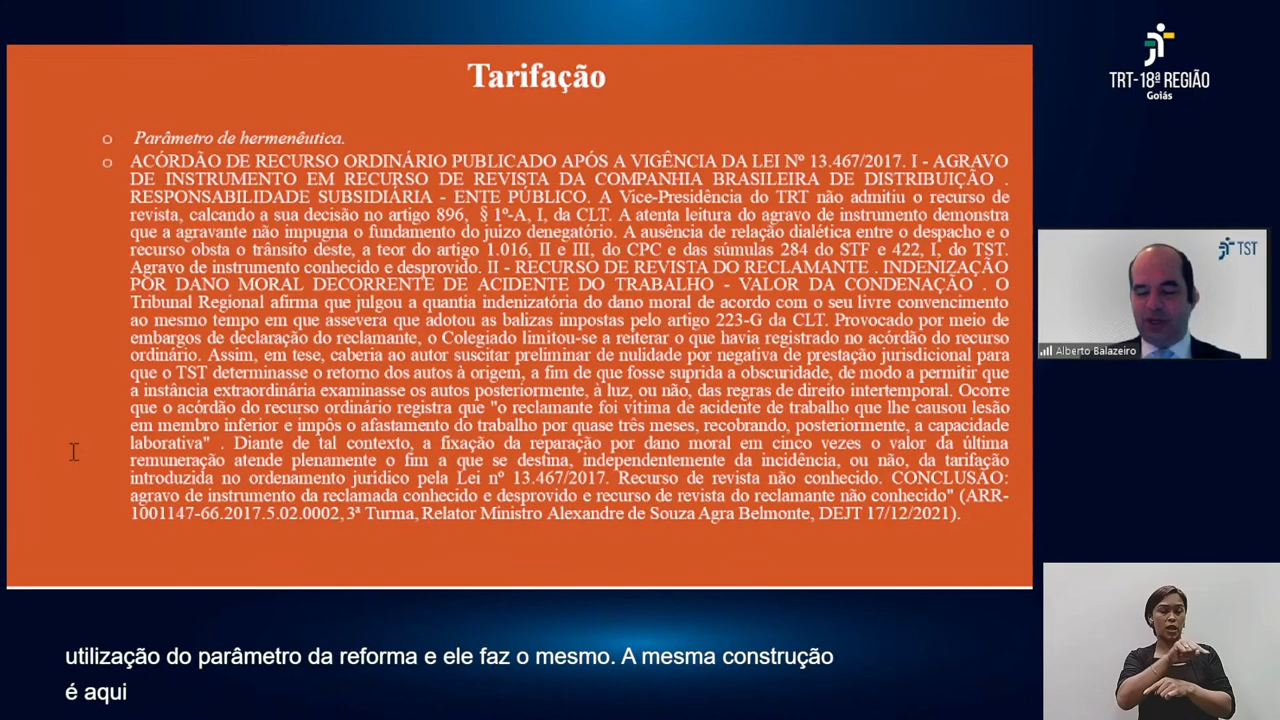 Tarifação
Parâmetro de hermenêutica.
ACÓRDÃO DE RECURSO ORDINÁRIO PUBLICADO APÓS A VIGÊNCIA DA LEI Nº 13.467/2017. I - AGRAVO
DE INSTRUMENTO EM RECURSO DE REVISTA DA COMPANHIA BRASILEIRA DE DISTRIBUIÇÃO .
RESPONSABILIDADE SUBSIDIÁRIA - ENTE PÚBLICO. A Vice-Presidência do TRT não admitiu o recurso de
revista, calcando a sua decisão no artigo 896, § 1º-A, I, da CLT. A atenta leitura do agravo de instrumento demonstra
que a agravante não impugna o fundamento do juízo denegatório. A ausência de relação dialética entre o despacho e o
recurso obsta o trânsito deste, a teor do artigo 1.016, II e III, do CPC e das súmulas 284 do STF e 422, I, do TST.
Agravo de instrumento conhecido e desprovido. II - RECURSO DE REVISTA DO RECLAMANTE . INDENIZAÇÃO
POR DANO MORAL DECORRENTE DE ACIDENTE DO TRABALHO - VALOR DA CONDENAÇÃO . O
Tribunal Regional afirma que julgou a quantia indenizatória do dano moral de acordo com o seu livre convencimento
ao mesmo tempo em que assevera que adotou as balizas impostas pelo artigo 223-G da CLT. Provocado por meio de
embargos de declaração do reclamante, o Colegiado limitou-se a reiterar o que havia registrado no acórdão do recurso
ordinário. Assim, em tese, caberia ao autor suscitar preliminar de nulidade por negativa de prestação jurisdicional para
que o TST determinasse o retorno dos autos à origem, a fim de que fosse suprida a obscuridade, de modo a permitir que
a instância extraordinária examinasse os autos posteriormente, à luz, ou não, das regras de direito intertemporal. Ocorre
que o acórdão do recurso ordinário registra que "o reclamante foi vítima de acidente de trabalho que lhe causou lesão
em membro inferior e impôs o afastamento do trabalho por quase três meses, recobrando, posteriormente, a capacidade
laborativa" . Diante de tal contexto, a fixação da reparação por dano moral em cinco vezes o valor da última
remuneração atende plenamente o fim a que se destina, independentemente da incidência, ou não, da tarifação
introduzida no ordenamento jurídico pela Lei nº 13.467/2017. Recurso de revista não conhecido. CONCLUSÃO:
agravo de instrumento da reclamada conhecido e desprovido e recurso de revista do reclamante não conhecido" (ARR-
1001147-66.2017.5.02.0002, 3ª Turma, Relator Ministro Alexandre de Souza Agra Belmonte, DEJT 17/12/2021).
TRT-18ª REGIÃO
Goiás
TST
Alberto Balazeiro
utilização do parâmetro da reforma e ele faz o mesmo. A mesma construção
é aqui